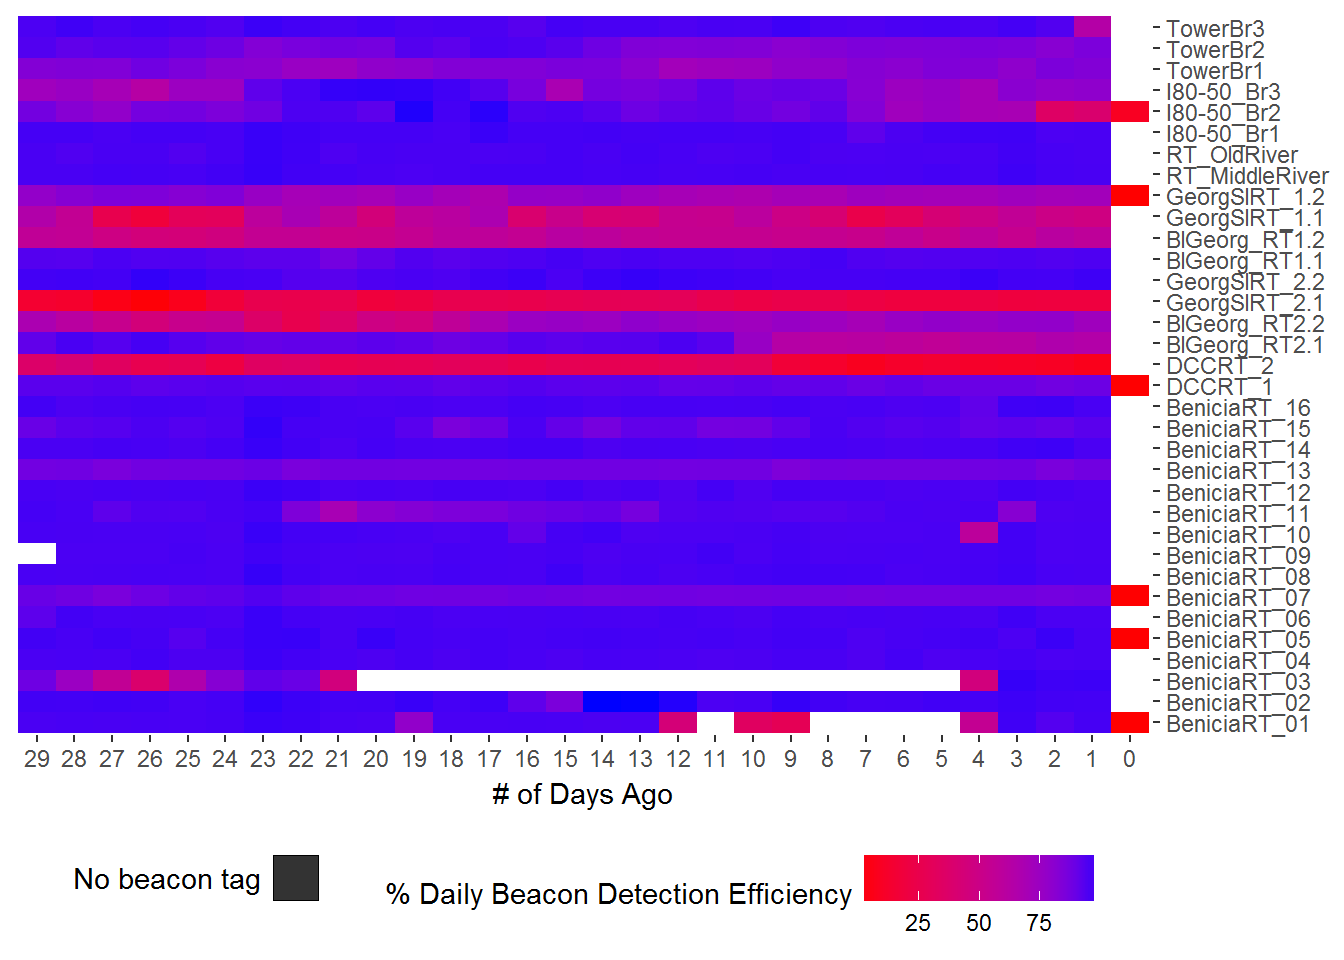 TowerBr3
TowerBr2
TowerBr1
I80-50_Br3
I80-50_Br2
I80-50_Br1
RT_OldRiver
RT_MiddleRiver
GeorgSlRT_1.2
GeorgSlRT_1.1
BlGeorg_RT1.2
BlGeorg_RT1.1
GeorgSlRT_2.2
GeorgSlRT_2.1
BlGeorg_RT2.2
BlGeorg_RT2.1
DCCRT_2
DCCRT_1
BeniciaRT_16
BeniciaRT_15
BeniciaRT_14
BeniciaRT_13
BeniciaRT_12
BeniciaRT_11
BeniciaRT_10
BeniciaRT_09
BeniciaRT_08
BeniciaRT_07
BeniciaRT_06
BeniciaRT_05
BeniciaRT_04
BeniciaRT_03
BeniciaRT_02
BeniciaRT_01
29 28 27 26 25 24 23 22 21 20 19 18 17 16 15 14 13 12 11 10 9 8 7 6 5 4 3 2 1 0
# of Days Ago
No beacon tag
% Daily Beacon Detection Efficiency
25 50 75